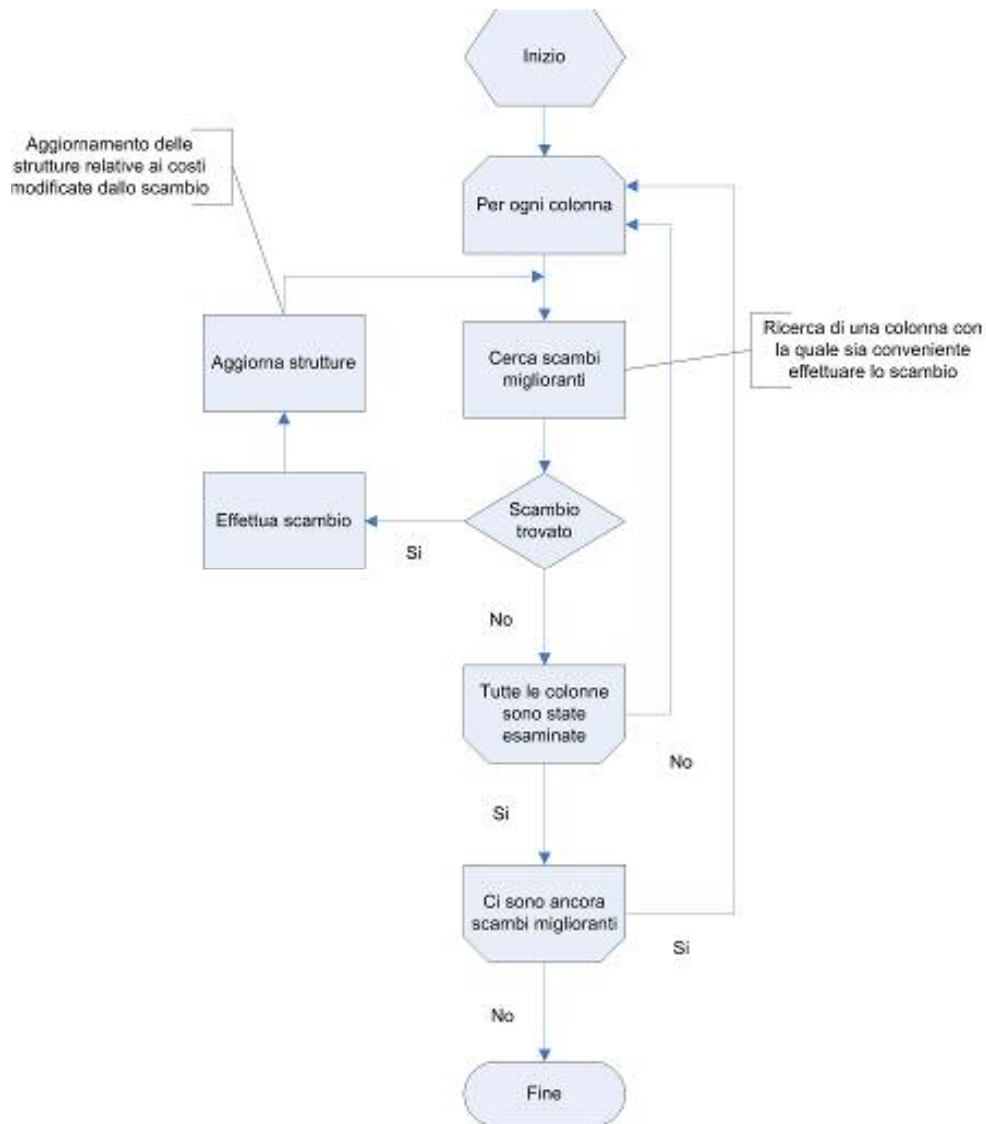 Inizio
Aggiornamento delle
strutture relative ai costi
modificate dallo scambio
Per ogni colonna
Aggiorna strutture
Cerca scambi
miglioranti
Ricerca di una colonna con
la quale sia conveniente
effettuare lo scambio
Effettua scambio
Scambio
trovato
Si
No
Tutte le colonne
sono state
esaminate
No
Si
Ci sono ancora
scambi miglioranti
Si
No
Fine